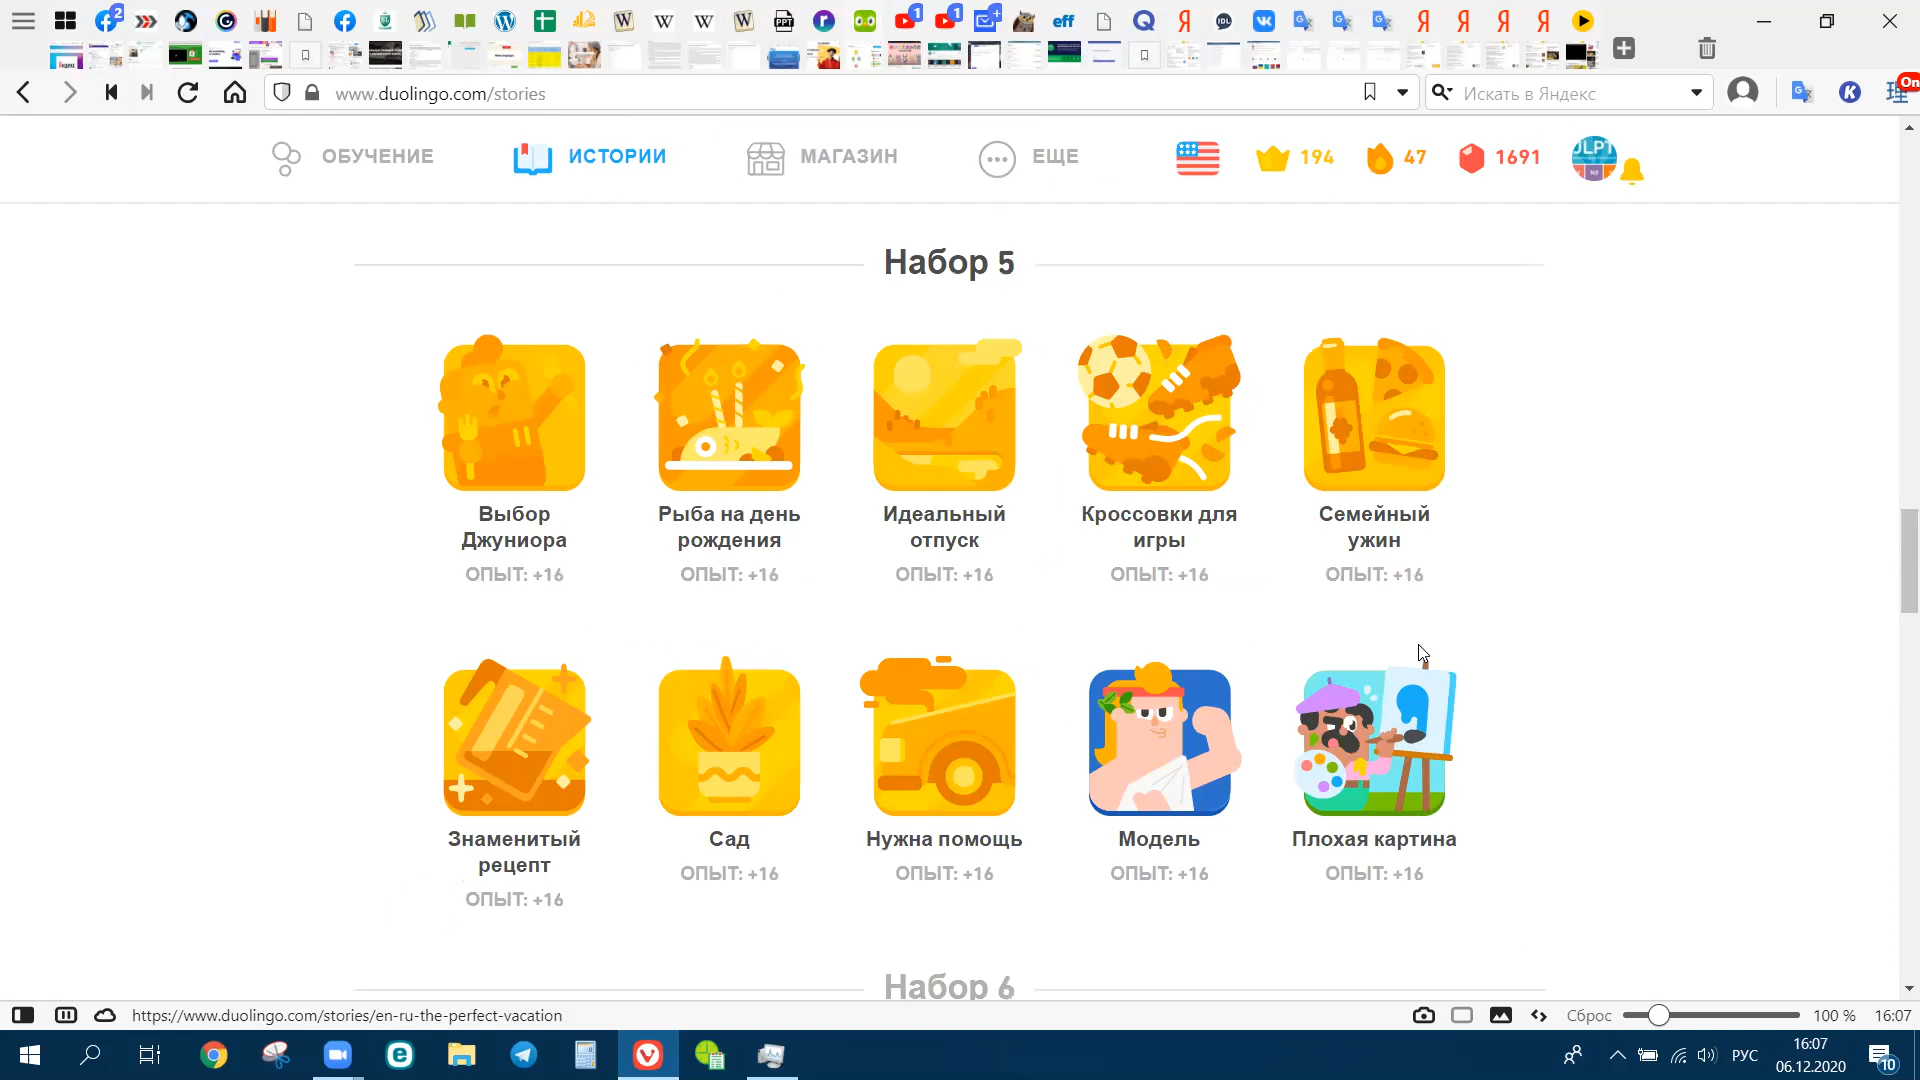 www.duolingo.com/stories
Искать в Яндекс
On
ОБУЧЕНИЕ
ИСТОРИИ
МАГАЗИН
ЕЩЕ
194
47
1691
JLPT
N3
Набор 5
Выбор
Джуниора
ОПЫТ: +16
Рыба на день
рождения
ОПЫТ: +16
Идеальный
отпуск
ОПЫТ: +16
Кроссовки для
игры
ОПЫТ: +16
Семейный
ужин
ОПЫТ: +16
Знаменитый
рецепт
ОПЫТ: +16
Сад
ОПЫТ: +16
Нужна помощь
ОПЫТ: +16
Модель
ОПЫТ: +16
Плохая картина
ОПЫТ: +16
Набор 6
https://www.duolingo.com/stories/en-ru-the-perfect-vacation
Сброс
100 %
16:07
РУС
16:07
06.12.2020
10